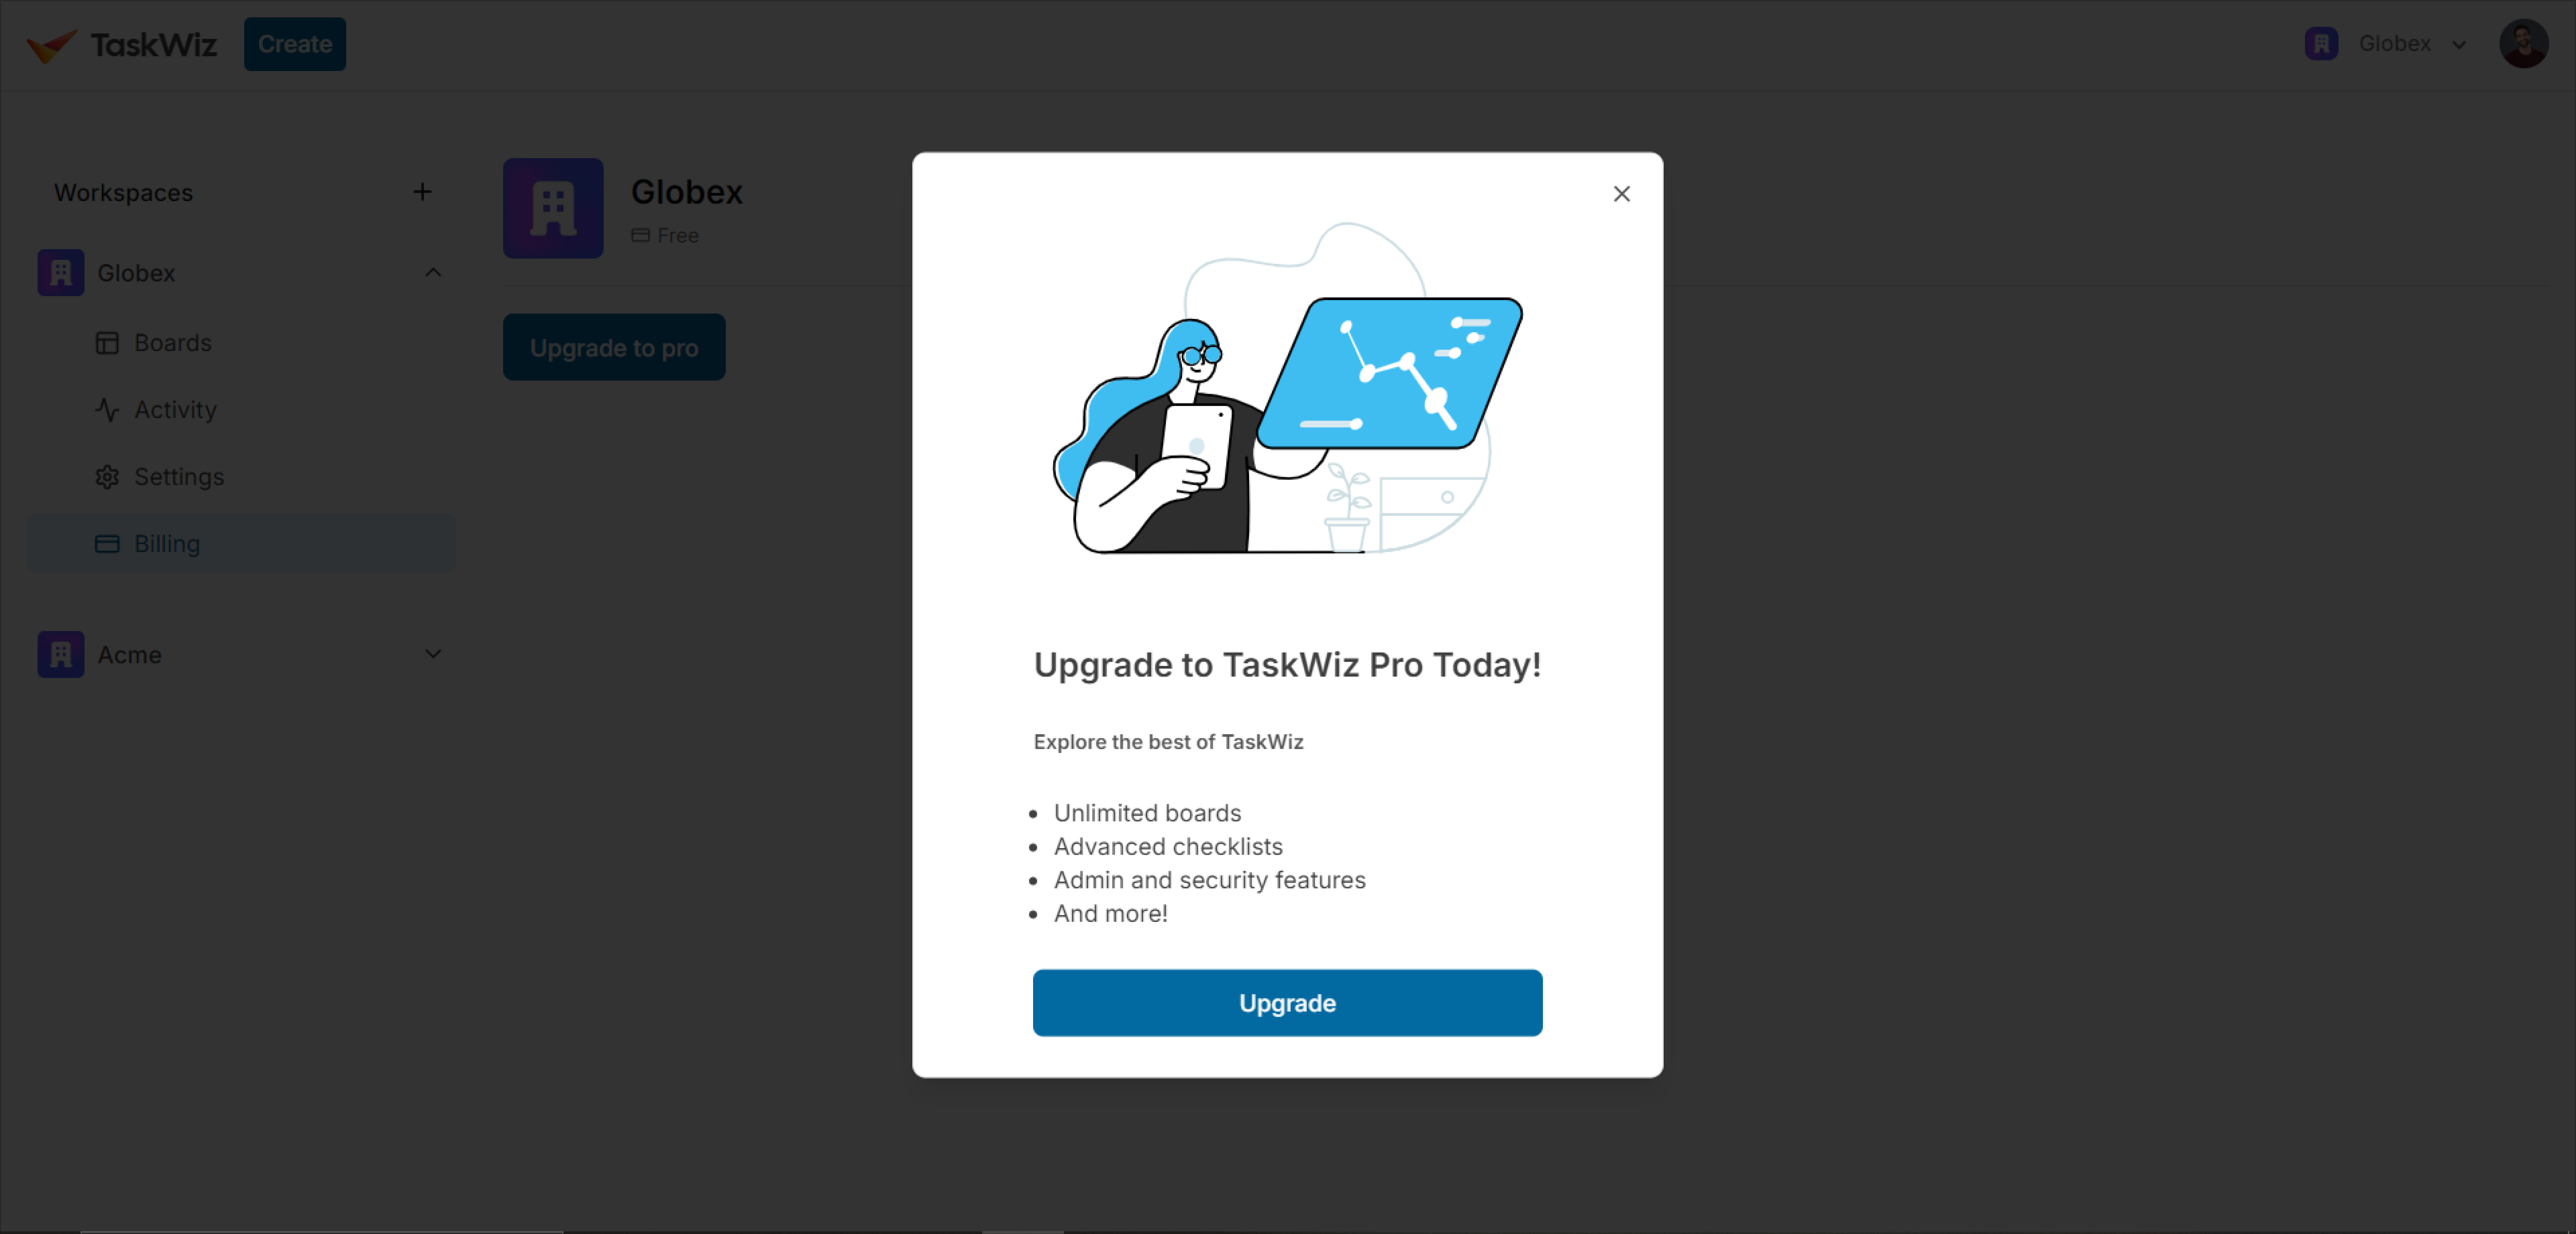 TaskWiz
Create
Globex
Workspaces
Globex
Boards
Activity
Settings
Billing
Acme
Globex
Free
Upgrade to pro
Upgrade to TaskWiz Pro Today!
Explore the best of TaskWiz
Unlimited boards
Advanced checklists
Admin and security features
And more!
Upgrade